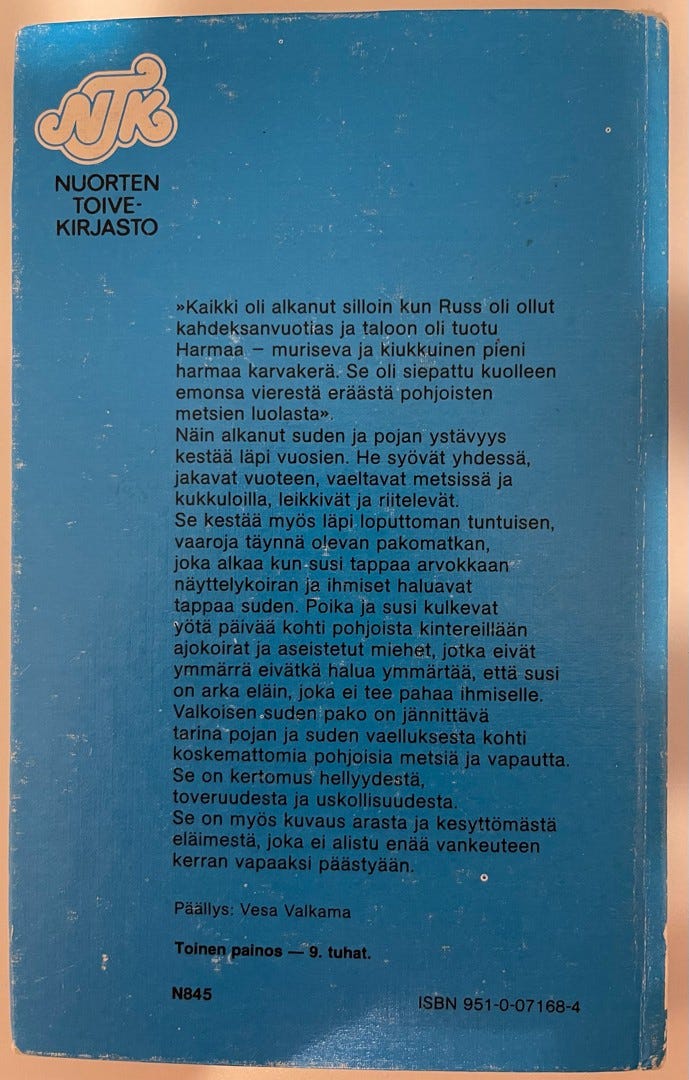 NTK
NUORTEN
TOIVE-
KIRJASTO
»Kaikki oli alkanut silloin kun Russ oli ollut
kahdeksanvuotias ja taloon oli tuotu
Harmaa – muriseva ja kiukkuinen pieni
harmaa karvakerä. Se oli siepattu kuolleen
emonsa vierestä eräästä pohjoisten
metsien luolasta».
Näin alkanut suden ja pojan ystävyys
kestää läpi vuosien. He syövät yhdessä,
jakavat vuoteen, vaeltavat metsissä ja
kukkuloilla, leikkivät ja riitelevät.
Se kestää myös läpi loputtoman tuntuisen,
vaaroja täynnä olevan pakomatkan,
joka alkaa kun susi tappaa arvokkaan
näyttelykoiran ja ihmiset haluavat
tappaa suden. Poika ja susi kulkevat
yötä päivää kohti pohjoista kintereillään
ajokoirat ja aseistetut miehet, jotka eivät
ymmärrä eivätkä halua ymmärtää, että susi
on arka eläin, joka ei tee pahaa ihmiselle.
Valkoisen suden pako on jännittävä
tarina pojan ja suden vaelluksesta kohti
koskemattomia pohjoisia metsiä ja vapautta.
Se on kertomus hellyydestä,
toveruudesta ja uskollisuudesta.
Se on myös kuvaus arasta ja kesyttömästä
eläimestä, joka ei alistu enää vankeuteen
kerran vapaaksi päästyään.
Päällys: Vesa Valkama
Toinen painos — 9. tuhat.
N845
ISBN 951-0-07168-4